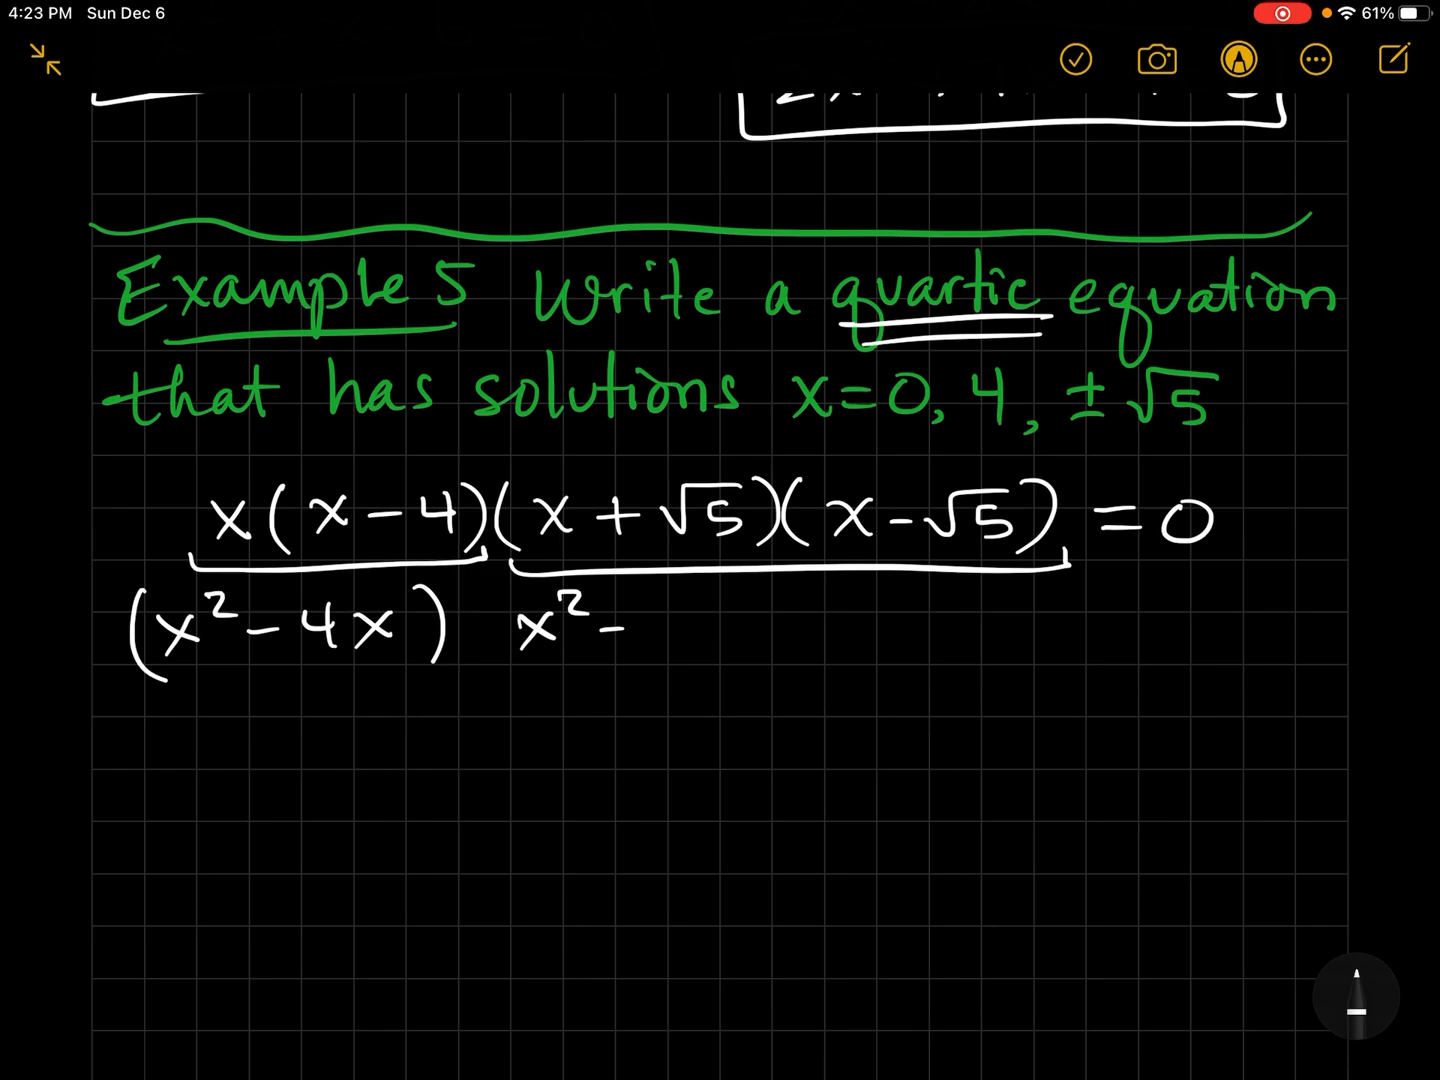 4:23 PM Sun Dec 6 61%
Example 5 Write a quartic equation
that has solutions x=0, 4, ± √5
x(x-4)(x+√5)(x-√5) = 0
(x²-4x) x²-